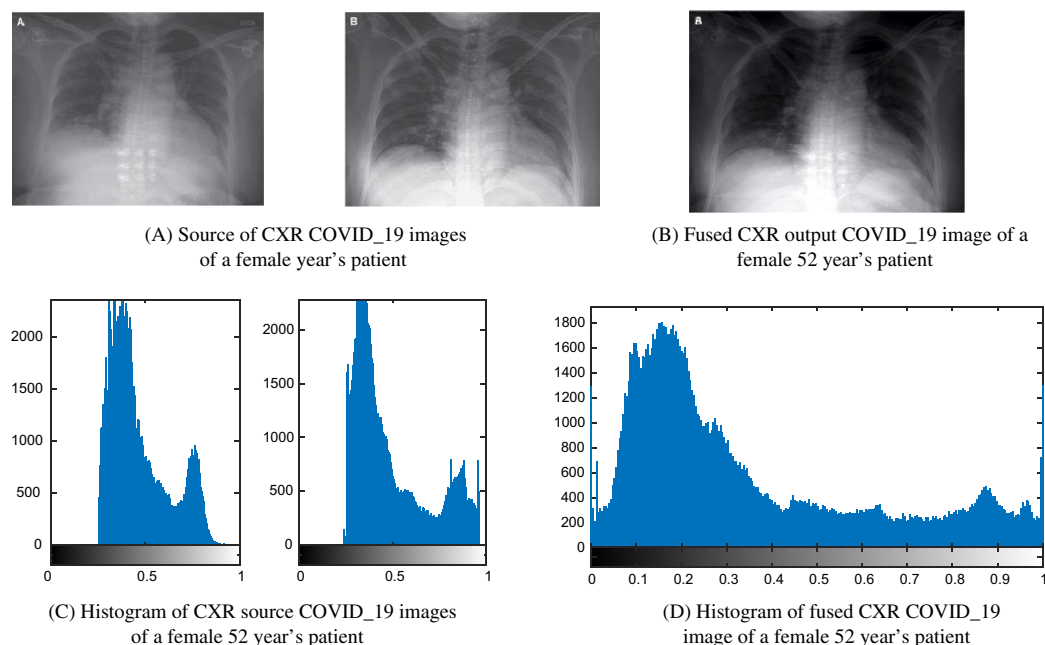 A
B
A
(A) Source of CXR COVID_19 images
of a female year's patient
(B) Fused CXR output COVID_19 image of a
female 52 year's patient
2000
1500
1000
500
0
0 0.5 1
2000
1500
1000
500
0
0 0.5 1
1800
1600
1400
1200
1000
800
600
400
200
0
0 0.1 0.2 0.3 0.4 0.5 0.6 0.7 0.8 0.9 1
(C) Histogram of CXR source COVID_19 images
of a female 52 year's patient
(D) Histogram of fused CXR COVID_19
image of a female 52 year's patient